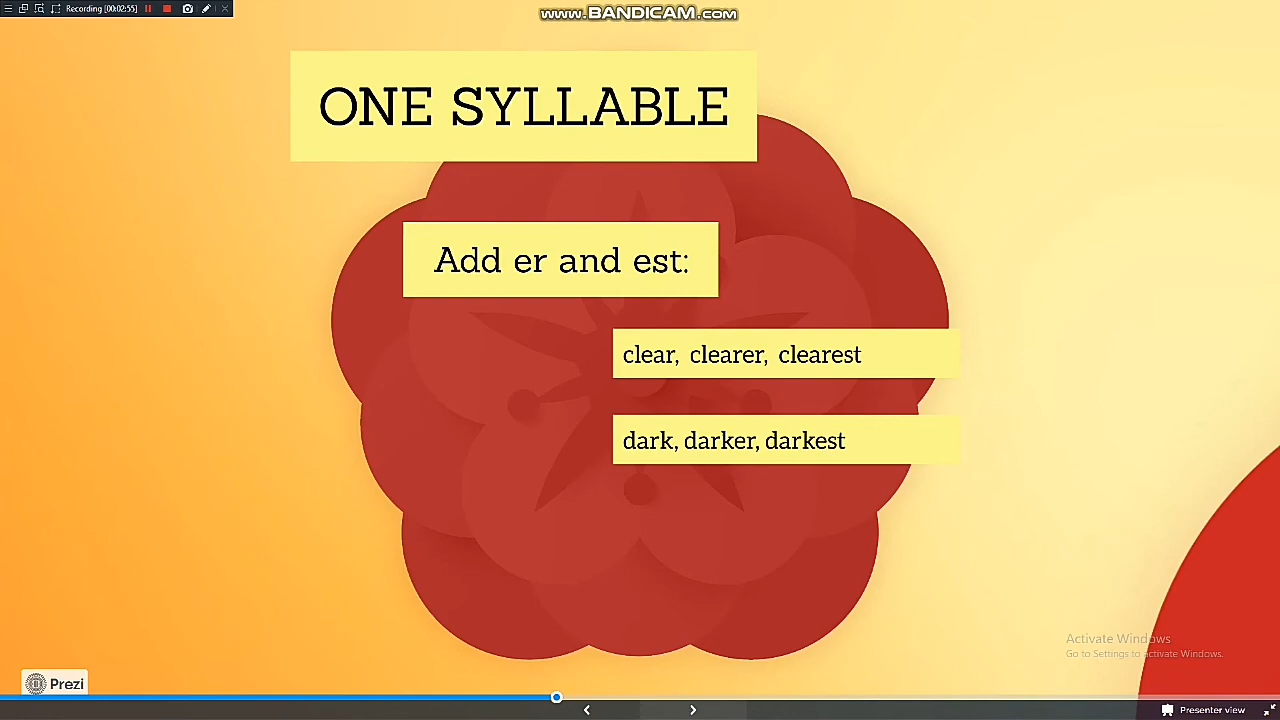 Recording [00:02:55]
www.BANDICAM.com
ONE SYLLABLE
Add er and est:
clear, clearer, clearest
dark, darker, darkest
Activate Windows
Go to Settings to activate Windows.
Prezi
Presenter view